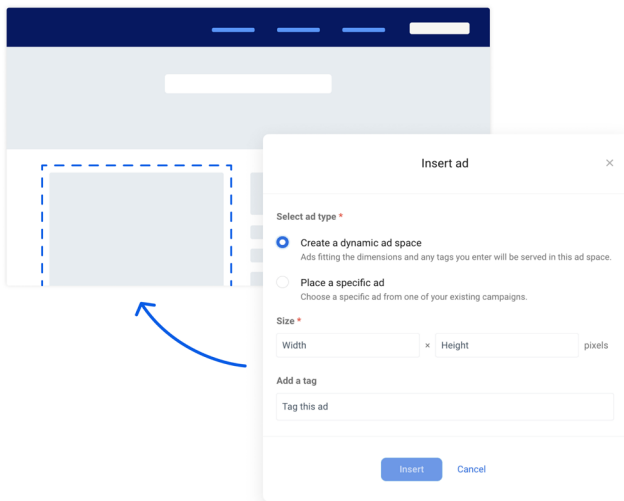 Insert ad ×
Select ad type *
Create a dynamic ad space
Ads fitting the dimensions and any tags you enter will be served in this ad space.
Place a specific ad
Choose a specific ad from one of your existing campaigns.
Size *
Width × Height pixels
Add a tag
Tag this ad
Insert Cancel